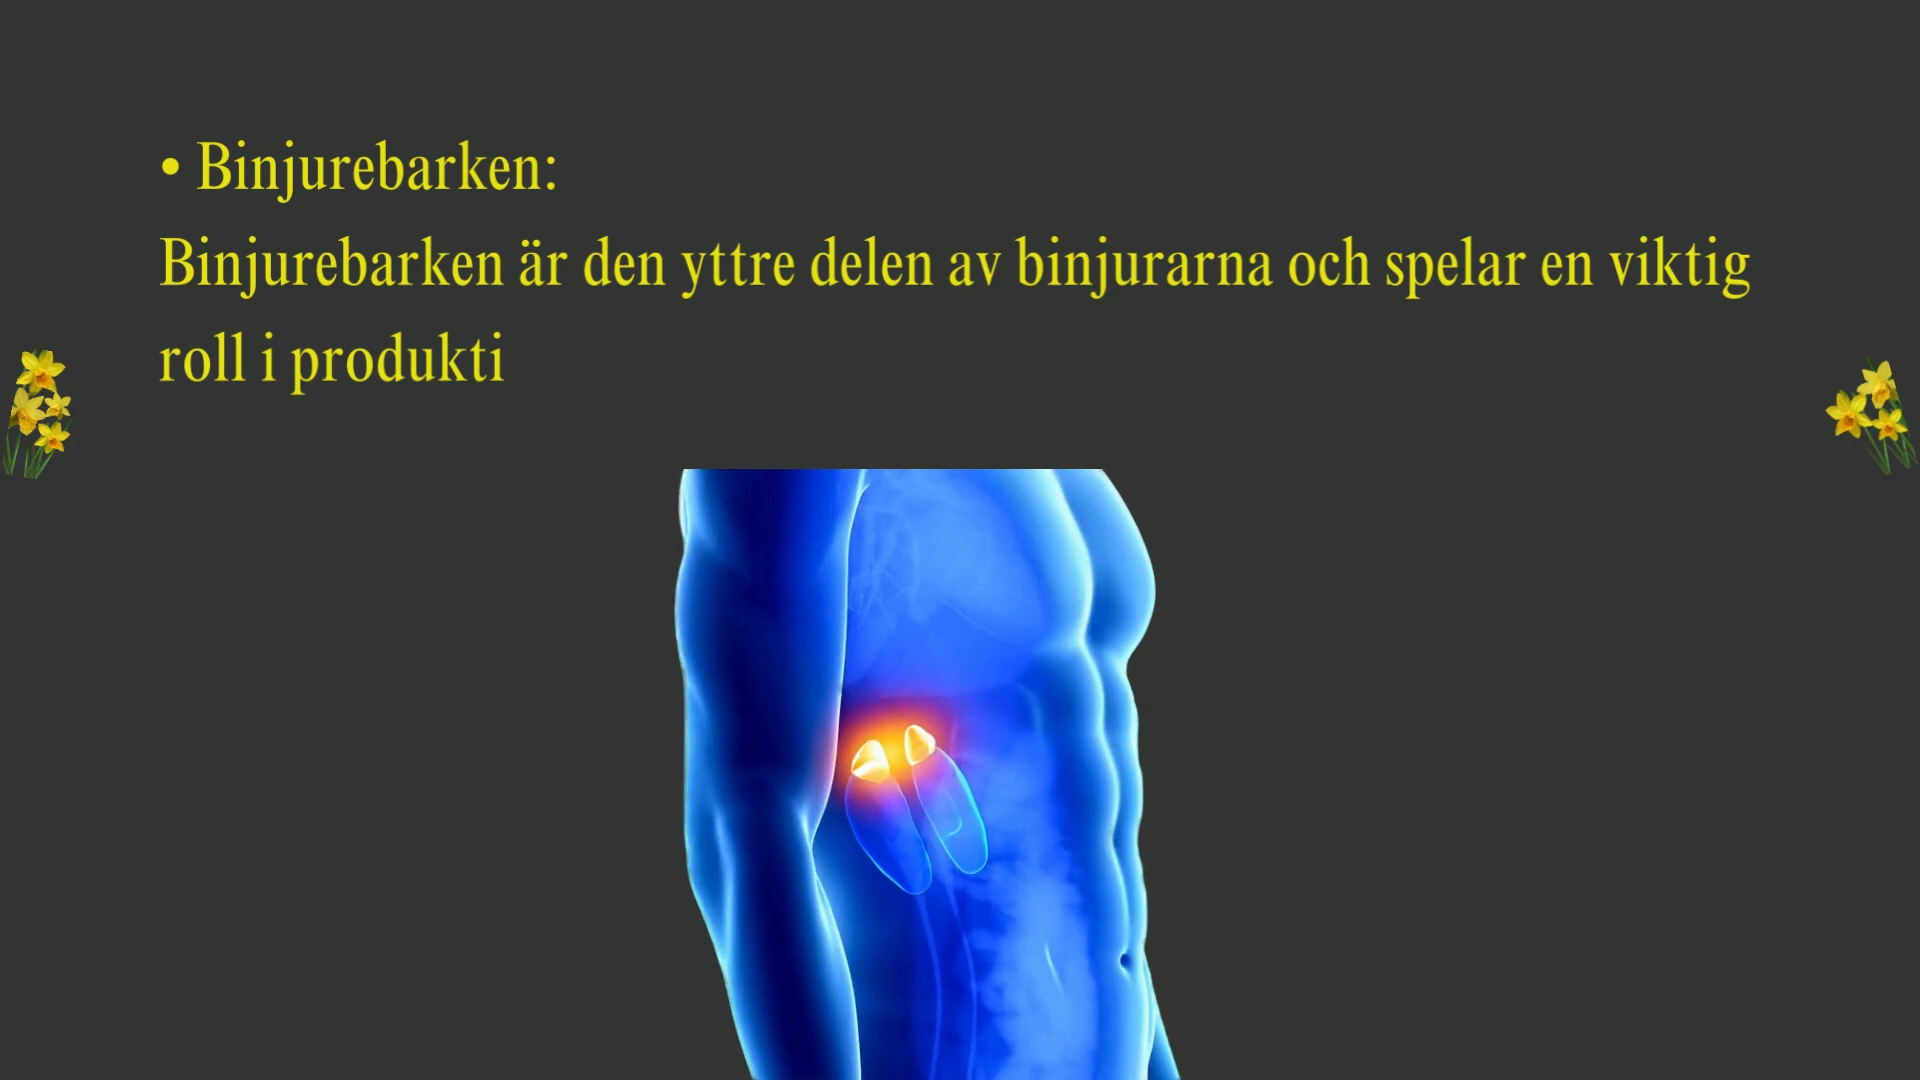 • Binjurebarken:
Binjurebarken är den yttre delen av binjurarna och spelar en viktig
roll i produkti